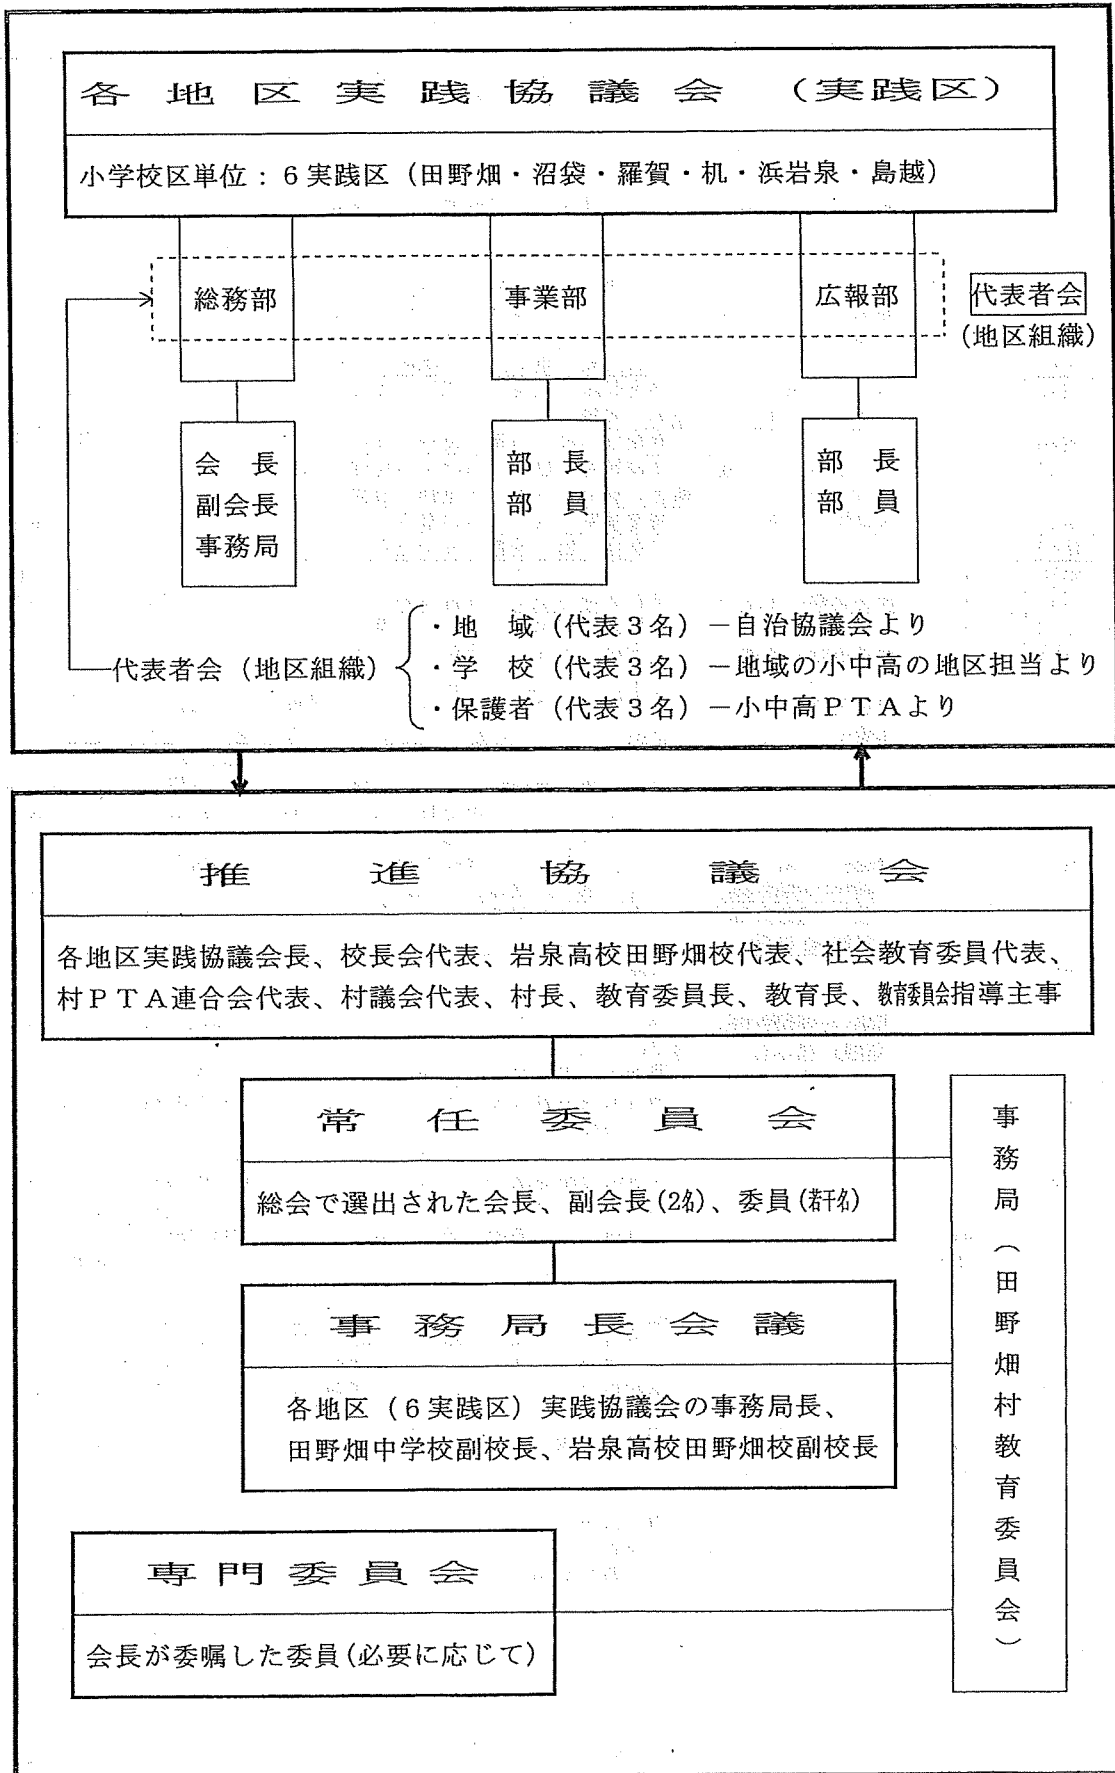 各地区実践協議会（実践区）
小学校区単位：６実践区（田野畑・沼袋・羅賀・机・浜岩泉・島越）
総務部
事業部
広報部
代表者会
（地区組織）
会　長
副会長
事務局
部　長
部　員
部　長
部　員
代表者会（地区組織）
・地　域（代表３名）－自治協議会より
・学　校（代表３名）－地域の小中高の地区担当より
・保護者（代表３名）－小中高ＰＴＡより
推進協議会
各地区実践協議会長、校長会代表、岩泉高校田野畑校代表、社会教育委員代表、
村ＰＴＡ連合会代表、村議会代表、村長、教育委員長、教育長、教育委員会指導主事
常任委員会
総会で選出された会長、副会長(2名)、委員(若干名)
事務局長会議
各地区（６実践区）実践協議会の事務局長、
田野畑中学校副校長、岩泉高校田野畑校副校長
専門委員会
会長が委嘱した委員(必要に応じて)
事務局（田野畑村教育委員会）